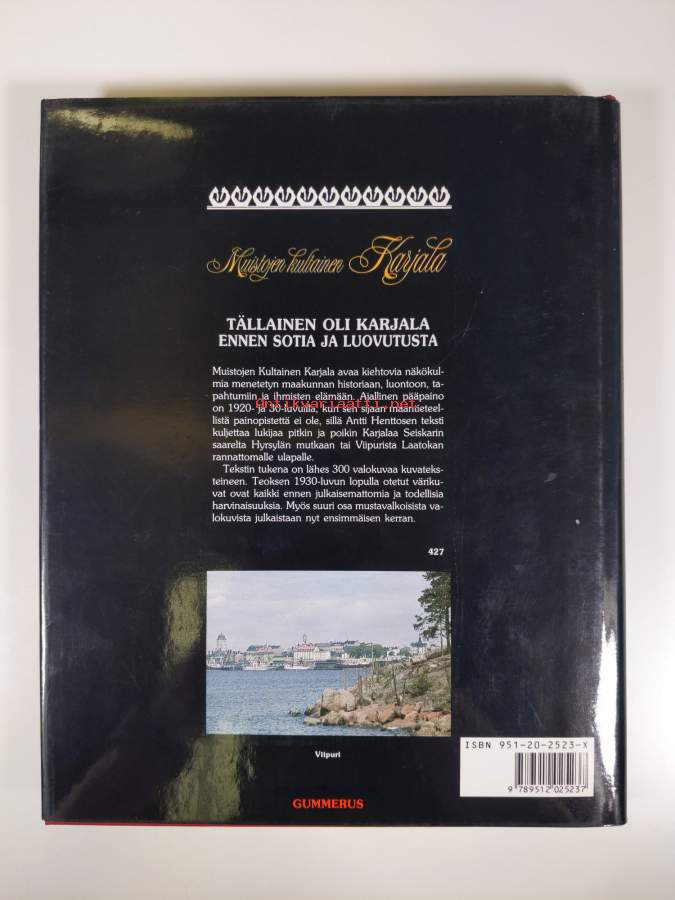 Muistojen kultainen Karjala
TÄLLAINEN OLI KARJALA
ENNEN SOTIA JA LUOVUTUSTA
Muistojen Kultainen Karjala avaa kiehtovia näkökul-
mia menetetyn maakunnan historiaan, luontoon, ta-
pahtumiin ja ihmisten elämään. Ajallinen pääpaino
on 1920- ja 30-luvuilla, kun sen sijaan maantieteel-
listä painopistettä ei ole, sillä Antti Henttosen teksti
kuljettaa lukijaa pitkin ja poikin Karjalaa Seiskarin
saarelta Hyrsylän mutkaan tai Viipurista Laatokan
rannattomalle ulapalle.
Tekstin tukena on lähes 300 valokuvaa kuvateks-
teineen. Teoksen 1930-luvun lopulla otetut väriku-
vat ovat kaikki ennen julkaisemattomia ja todellisia
harvinaisuuksia. Myös suuri osa mustavalkoisista va-
lokuvista julkaistaan nyt ensimmäisen kerran.
antikvariaatti.net
427
Viipuri
ISBN 951-20-2523-X
9 789512 025237
GUMMERUS